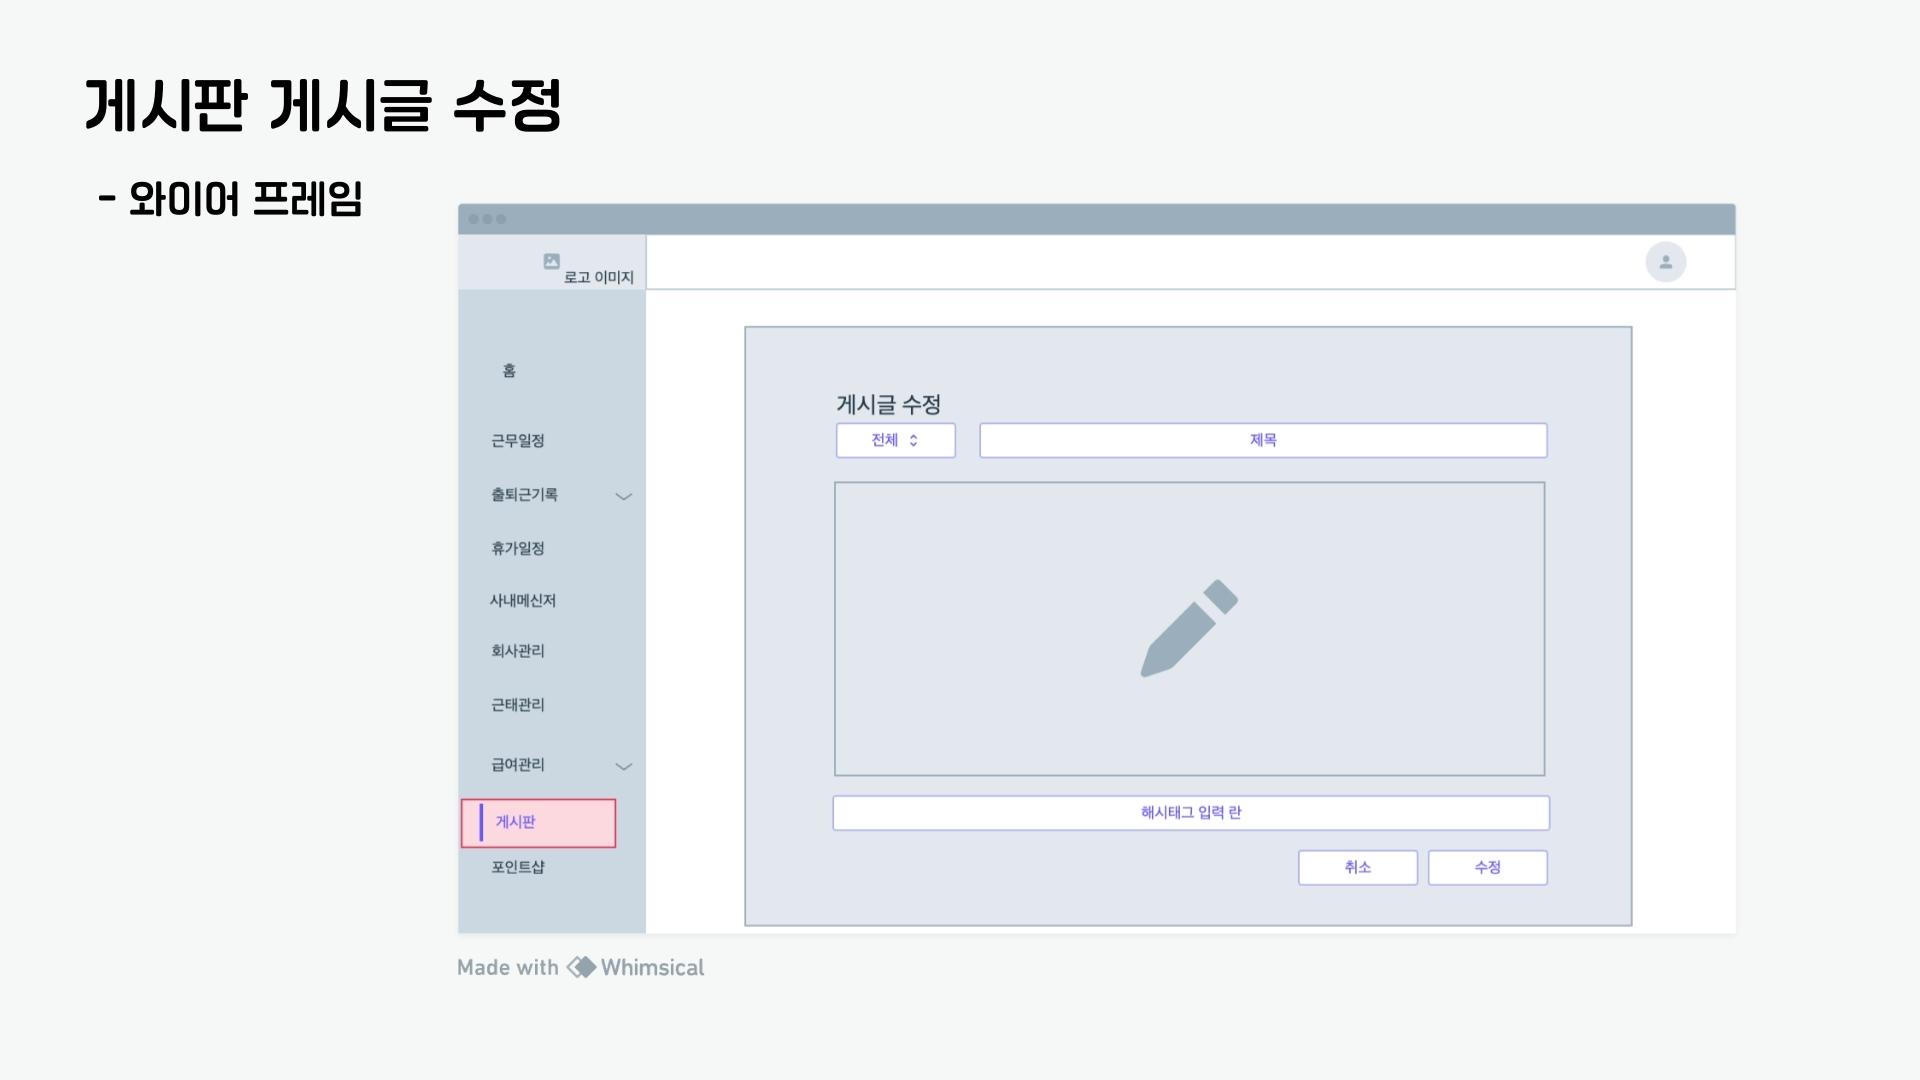 게시판 게시글 수정
- 와이어 프레임
로고 이미지
홈
근무일정
출퇴근기록
휴가일정
사내메신저
회사관리
근태관리
급여관리
게시판
포인트샵
게시글 수정
전체
제목
해시태그 입력 란
취소
수정
Made with Whimsical